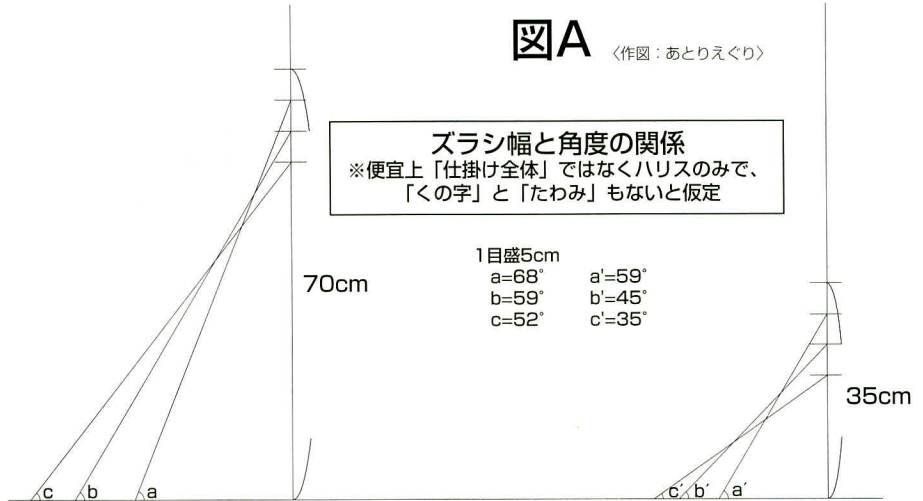 図A 〈作図：あとりえぐり〉
ズラシ幅と角度の関係
※便宜上「仕掛け全体」ではなくハリスのみで、
「くの字」と「たわみ」もないと仮定
1目盛5cm
a=68° a'=59°
b=59° b'=45°
c=52° c'=35°
70cm
35cm
c b a
c' b' a'